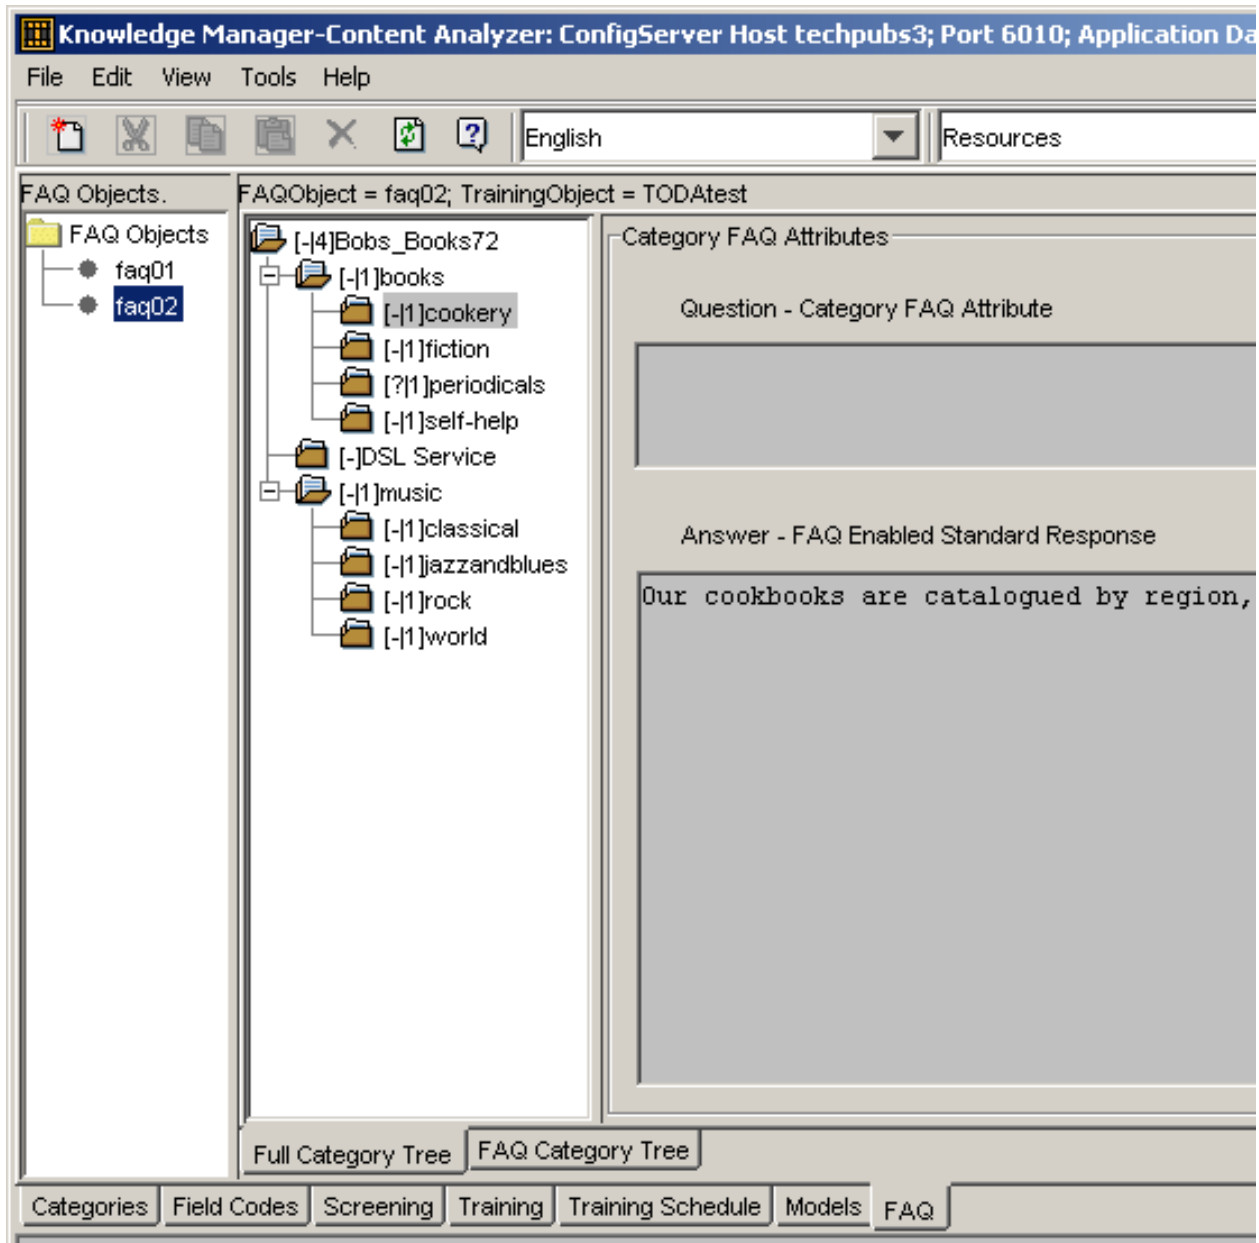 Knowledge Manager-Content Analyzer: ConfigServer Host techpubs3; Port 6010; Application Da
File Edit View Tools Help
English Resources
FAQ Objects. FAQObject = faq02; TrainingObject = TODAtest
FAQ Objects
faq01
faq02
[-|4]Bobs_Books72
[-|1]books
[-|1]cookery
[-|1]fiction
[?|1]periodicals
[-|1]self-help
[-]DSL Service
[-|1]music
[-|1]classical
[-|1]jazzandblues
[-|1]rock
[-|1]world
Category FAQ Attributes
Question - Category FAQ Attribute
Answer - FAQ Enabled Standard Response
Our cookbooks are catalogued by region,
Full Category Tree FAQ Category Tree
Categories Field Codes Screening Training Training Schedule Models FAQ